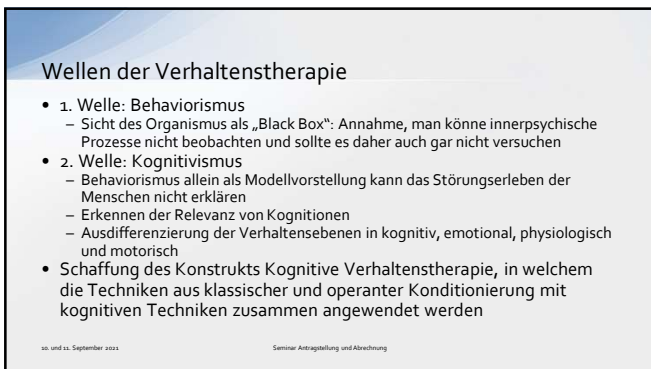 Wellen der Verhaltenstherapie
• 1. Welle: Behaviorismus
– Sicht des Organismus als „Black Box“: Annahme, man könne innerpsychische
Prozesse nicht beobachten und sollte es daher auch gar nicht versuchen
• 2. Welle: Kognitivismus
– Behaviorismus allein als Modellvorstellung kann das Störungserleben der
Menschen nicht erklären
– Erkennen der Relevanz von Kognitionen
– Ausdifferenzierung der Verhaltensebenen in kognitiv, emotional, physiologisch
und motorisch
• Schaffung des Konstrukts Kognitive Verhaltenstherapie, in welchem
die Techniken aus klassischer und operanter Konditionierung mit
kognitiven Techniken zusammen angewendet werden
10. und 11. September 2021
Seminar Antragstellung und Abrechnung